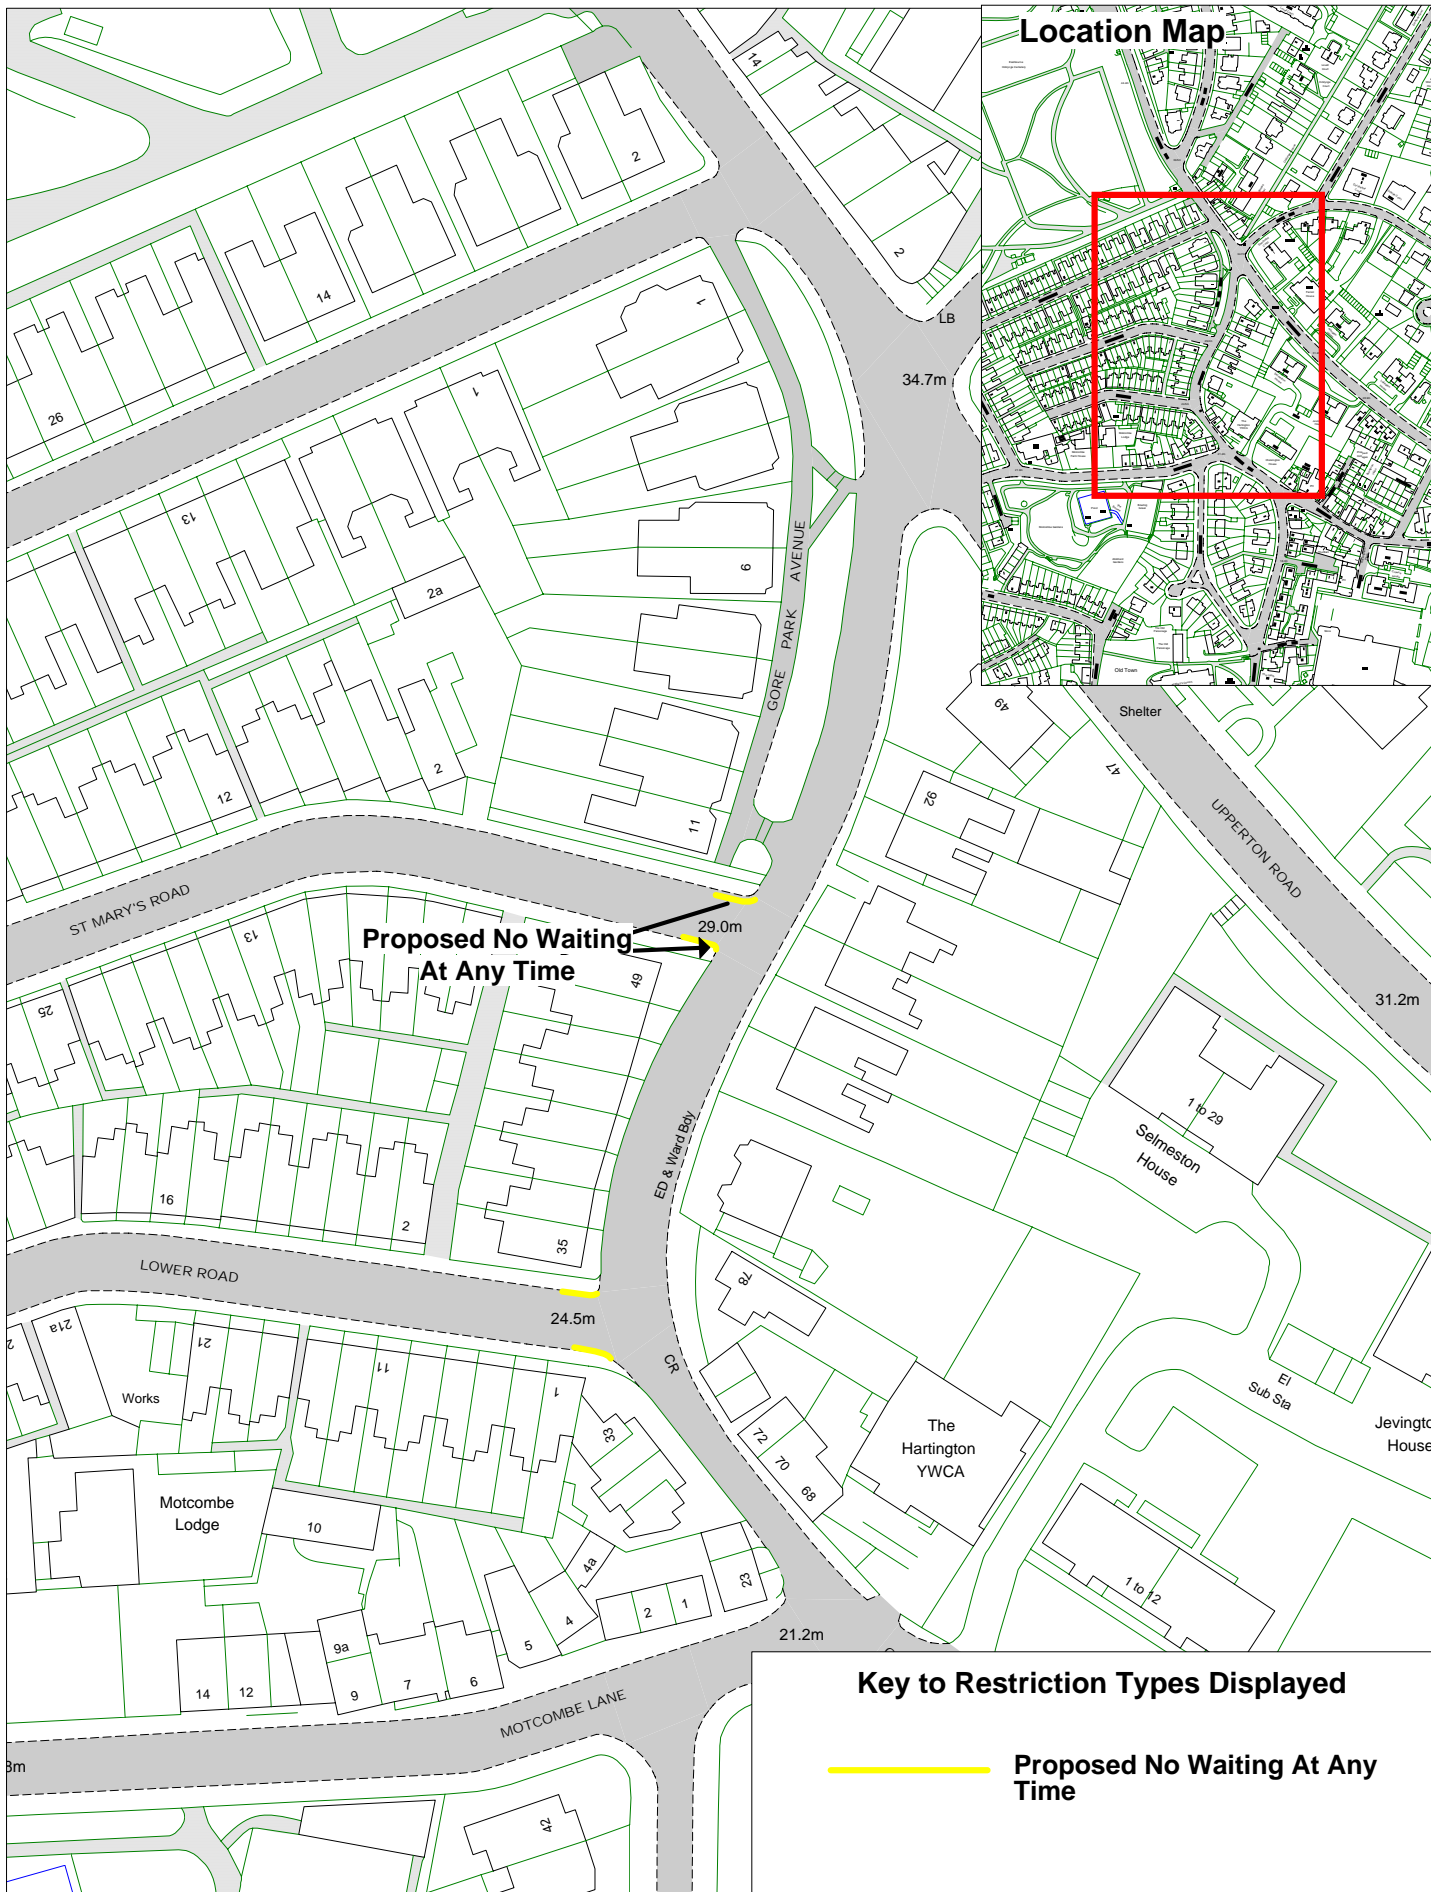 Location Map
14
2
2
14
LB
1
34.7m
26
1
13
AVENUE
2a
9
PARK
GORE
49
Shelter
47
2
92
12
11
UPPERTON ROAD
ST MARY'S ROAD
13
29.0m
Proposed No Waiting
At Any Time
49
25
31.2m
1 to 29
Selmeston
House
ED & Ward Bdy
16
2
35
LOWER ROAD
78
24.5m
21a
21
11
CR
1
Works
El
Sub Sta
33
72
70
68
The
Hartington
YWCA
Jevingto
House
Motcombe
Lodge
10
4a
23
1 to 12
4
2
1
5
21.2m
9a
14
12
9
7
6
MOTCOMBE LANE
Key to Restriction Types Displayed
3m
Proposed No Waiting At Any
Time
42
Old Town